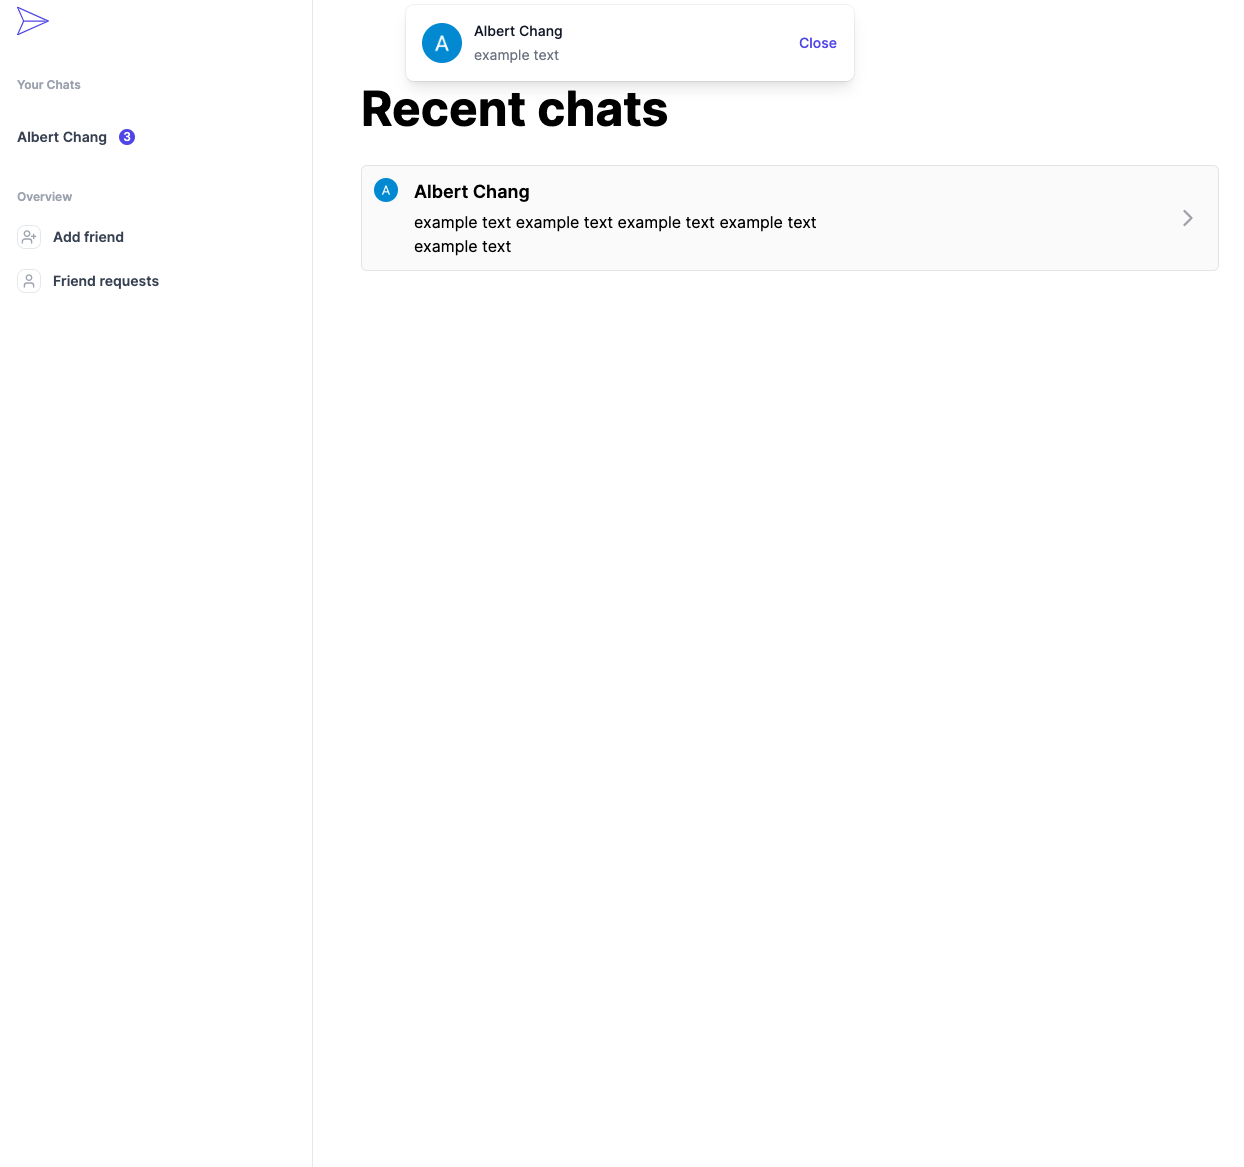 Your Chats
Albert Chang 3
Overview
Add friend
Friend requests
A
Albert Chang
example text
Close
Recent chats
A
Albert Chang
example text example text example text example text
example text